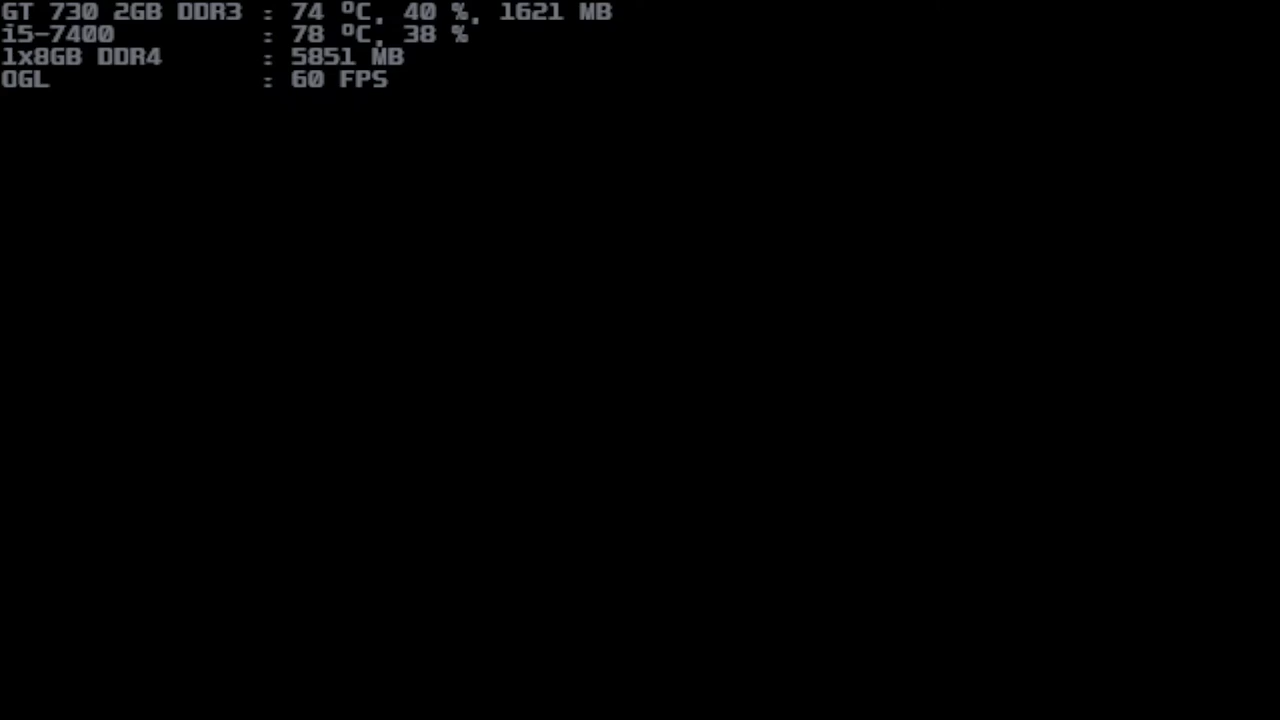 GT 730 2GB DDR3 : 74 ºC, 40 %, 1621 MB
i5-7400 : 78 ºC, 38 %
1x8GB DDR4 : 5851 MB
OGL : 60 FPS